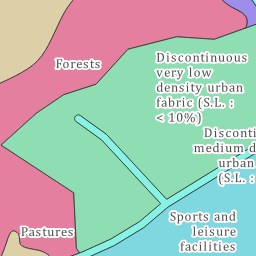 Forests
Discontinuous
very low
density urban
fabric (S.L. :
< 10%)
Disconti
medium d
urban
(S.L. :
Sports and
leisure
facilities
Pastures